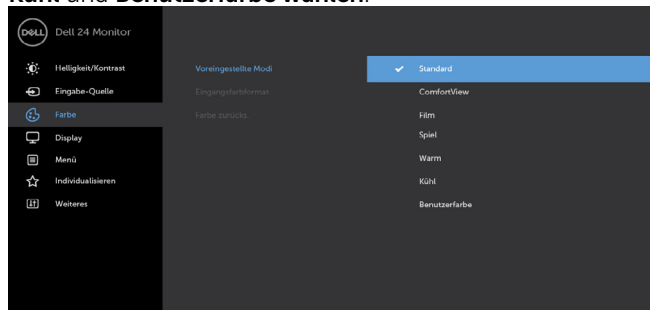 Kühl und Benutzerfarbe wählen.
DELL
Dell 24 Monitor
Helligkeit/Kontrast
Voreingestellte Modi
Standard
Eingabe-Quelle
Eingangsfarbformat
ComfortView
Farbe
Farbe zurücks.
Film
Display
Spiel
Menü
Warm
Individualisieren
Kühl
Weiteres
Benutzerfarbe